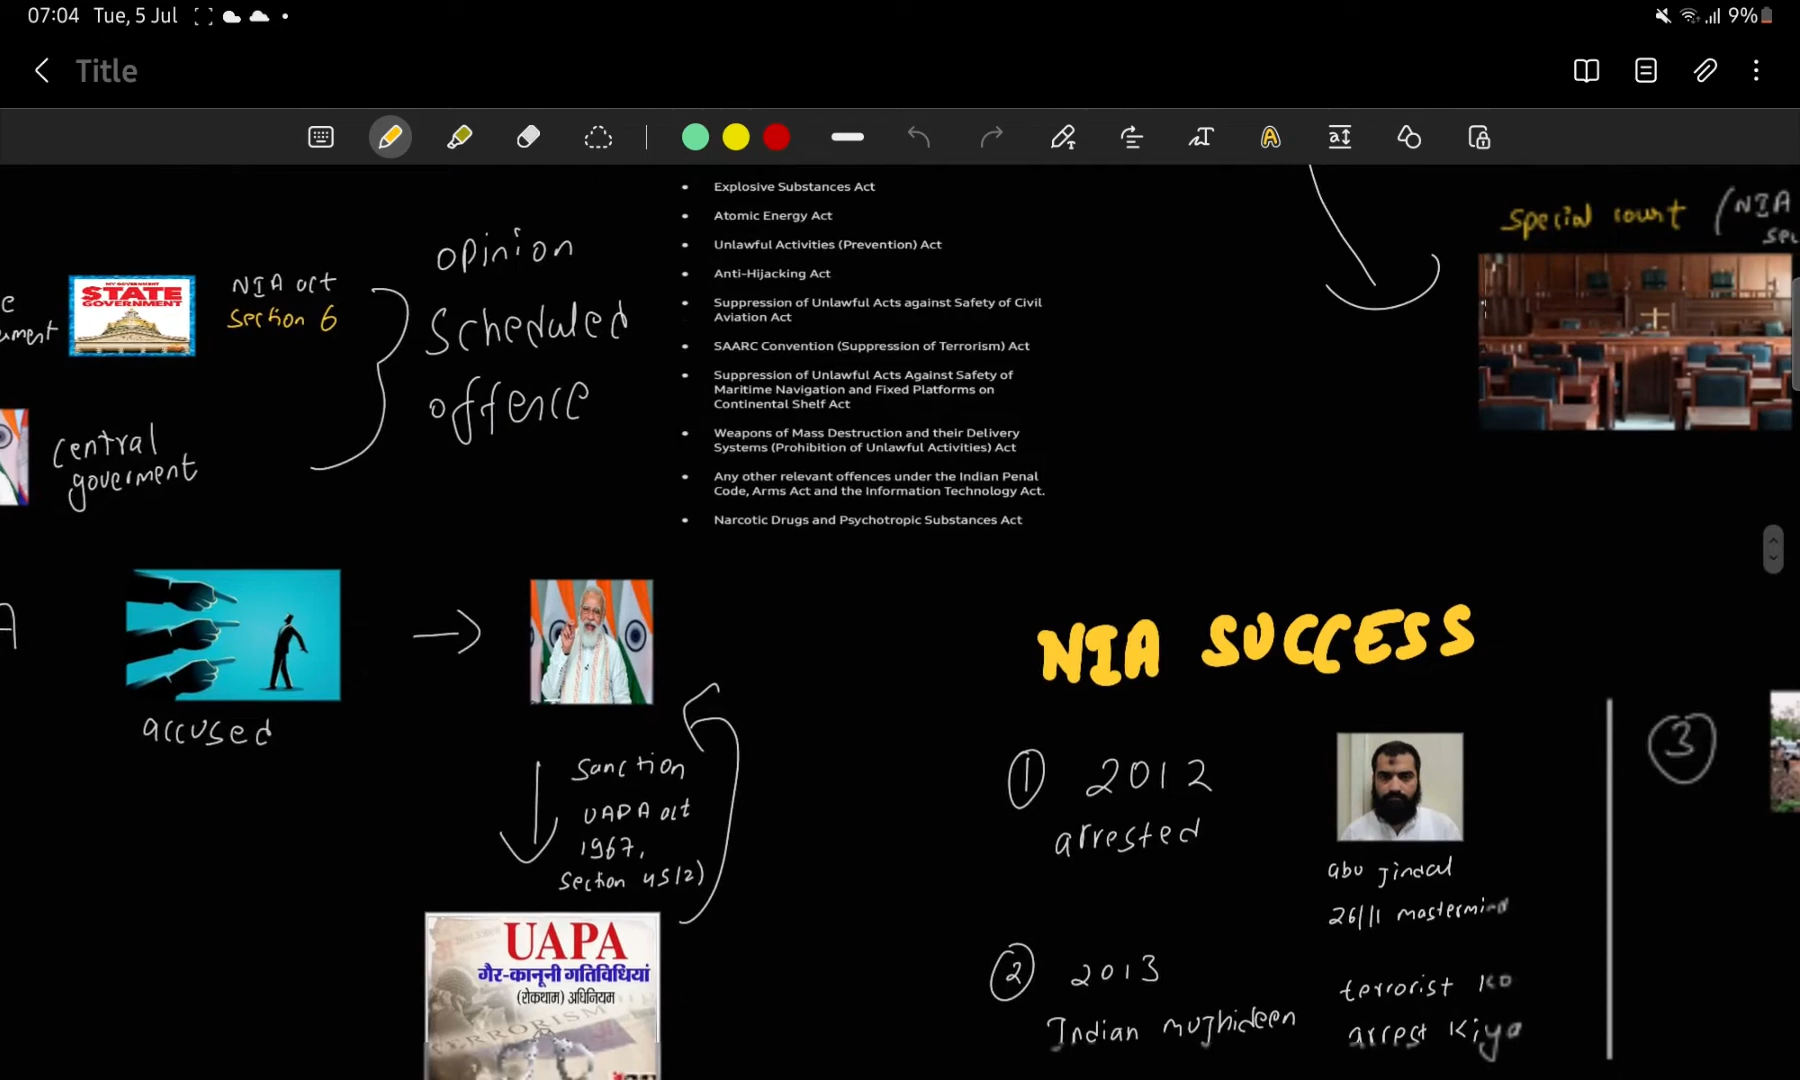 07:04 Tue, 5 Jul
9%
Title
Explosive Substances Act
Atomic Energy Act
Unlawful Activities (Prevention) Act
Anti-Hijacking Act
Suppression of Unlawful Acts against Safety of Civil
Aviation Act
SAARC Convention (Suppression of Terrorism) Act
Suppression of Unlawful Acts Against Safety of
Maritime Navigation and Fixed Platforms on
Continental Shelf Act
Weapons of Mass Destruction and their Delivery
Systems (Prohibition of Unlawful Activities) Act
Any other relevant offences under the Indian Penal
Code, Arms Act and the Information Technology Act.
Narcotic Drugs and Psychotropic Substances Act
special court (NIA
STATE
GOVERNMENT
NIA act
section 6
opinion
scheduled
offence
central
goverment
accused
sanction
UAPA act
1967,
section 45(2)
UAPA
गैर-कानूनी गतिविधियां
(रोकथाम) अधिनियम
TERRORISM
NIA SUCCESS
1 2012
arrested
abu jindal
26/11 mastermind
2 2013
Indian mujhideen
terrorist ko
arrest kiya
3